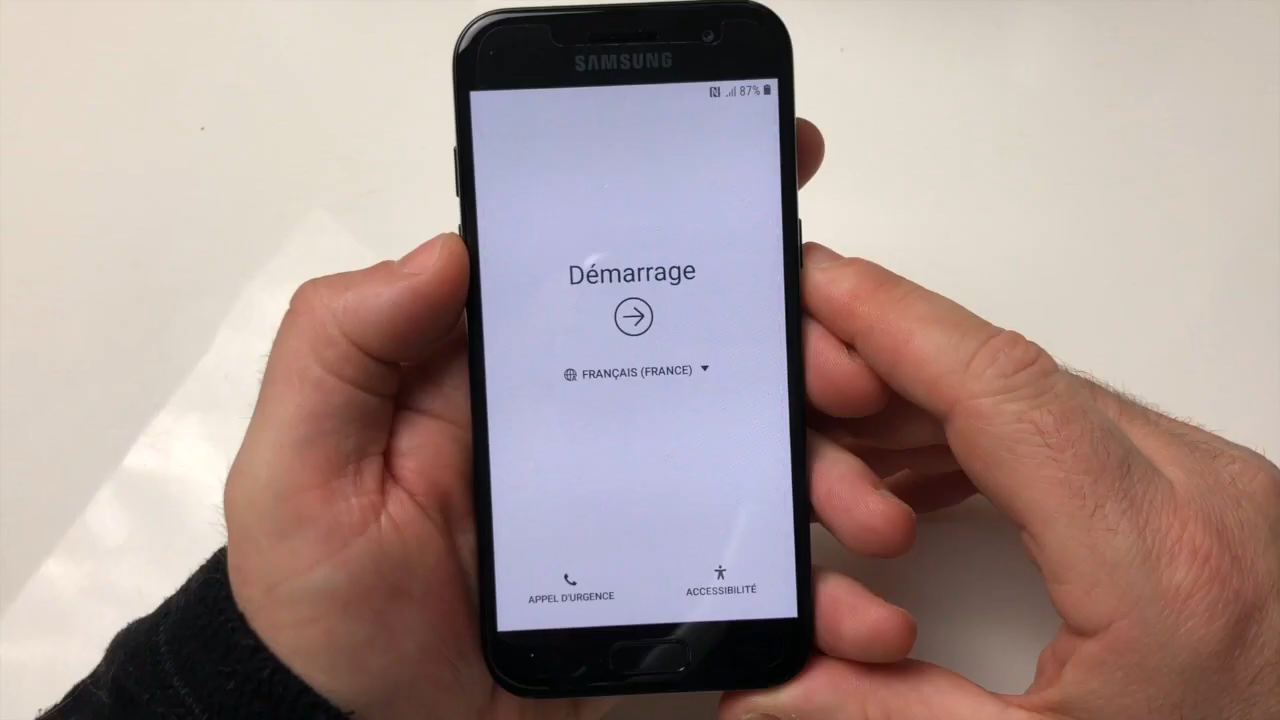 SAMSUNG
87%
Démarrage
FRANÇAIS (FRANCE)
APPEL D'URGENCE
ACCESSIBILITÉ